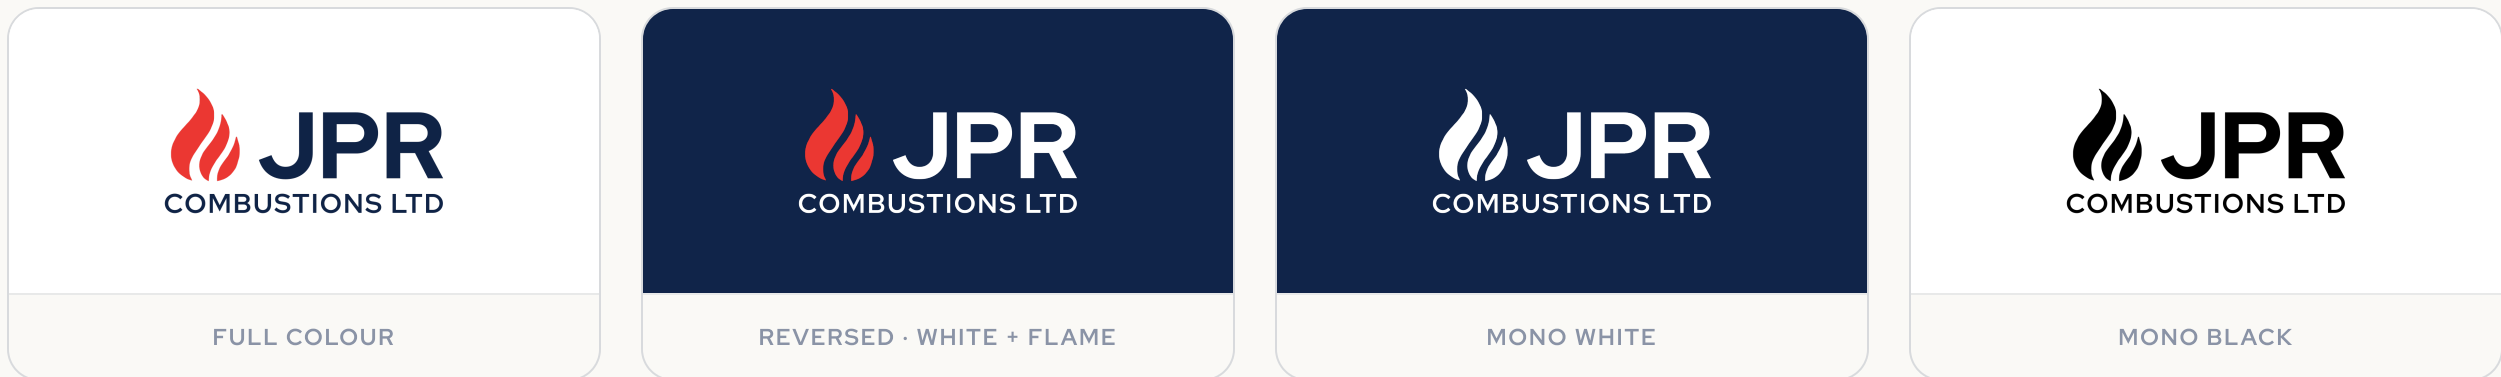 JPR
COMBUSTIONS LTD
FULL COLOUR
JPR
COMBUSTIONS LTD
REVERSED · WHITE + FLAME
JPR
COMBUSTIONS LTD
MONO WHITE
JPR
COMBUSTIONS LTD
MONO BLACK